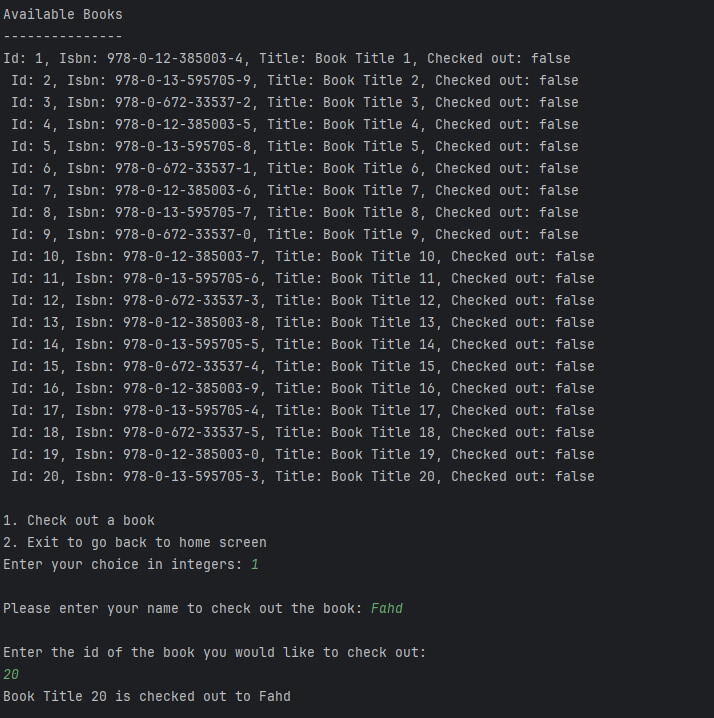 Available Books
---------------
Id: 1, Isbn: 978-0-12-385003-4, Title: Book Title 1, Checked out: false
Id: 2, Isbn: 978-0-13-595705-9, Title: Book Title 2, Checked out: false
Id: 3, Isbn: 978-0-672-33537-2, Title: Book Title 3, Checked out: false
Id: 4, Isbn: 978-0-12-385003-5, Title: Book Title 4, Checked out: false
Id: 5, Isbn: 978-0-13-595705-8, Title: Book Title 5, Checked out: false
Id: 6, Isbn: 978-0-672-33537-1, Title: Book Title 6, Checked out: false
Id: 7, Isbn: 978-0-12-385003-6, Title: Book Title 7, Checked out: false
Id: 8, Isbn: 978-0-13-595705-7, Title: Book Title 8, Checked out: false
Id: 9, Isbn: 978-0-672-33537-0, Title: Book Title 9, Checked out: false
Id: 10, Isbn: 978-0-12-385003-7, Title: Book Title 10, Checked out: false
Id: 11, Isbn: 978-0-13-595705-6, Title: Book Title 11, Checked out: false
Id: 12, Isbn: 978-0-672-33537-3, Title: Book Title 12, Checked out: false
Id: 13, Isbn: 978-0-12-385003-8, Title: Book Title 13, Checked out: false
Id: 14, Isbn: 978-0-13-595705-5, Title: Book Title 14, Checked out: false
Id: 15, Isbn: 978-0-672-33537-4, Title: Book Title 15, Checked out: false
Id: 16, Isbn: 978-0-12-385003-9, Title: Book Title 16, Checked out: false
Id: 17, Isbn: 978-0-13-595705-4, Title: Book Title 17, Checked out: false
Id: 18, Isbn: 978-0-672-33537-5, Title: Book Title 18, Checked out: false
Id: 19, Isbn: 978-0-12-385003-0, Title: Book Title 19, Checked out: false
Id: 20, Isbn: 978-0-13-595705-3, Title: Book Title 20, Checked out: false
1. Check out a book
2. Exit to go back to home screen
Enter your choice in integers: 1
Please enter your name to check out the book: Fahd
Enter the id of the book you would like to check out:
20
Book Title 20 is checked out to Fahd